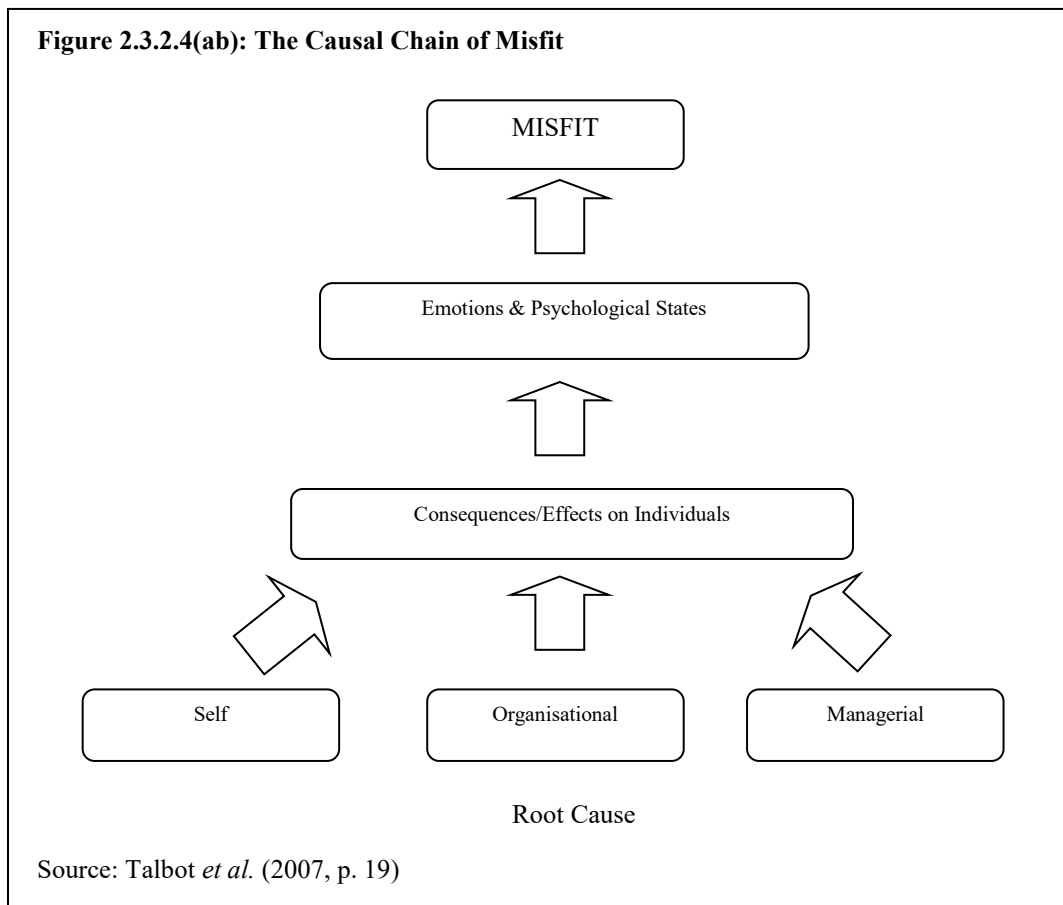 Figure 2.3.2.4(ab): The Causal Chain of Misfit
MISFIT
Emotions & Psychological States
Consequences/Effects on Individuals
Self
Organisational
Managerial
Root Cause
Source: Talbot et al. (2007, p. 19)